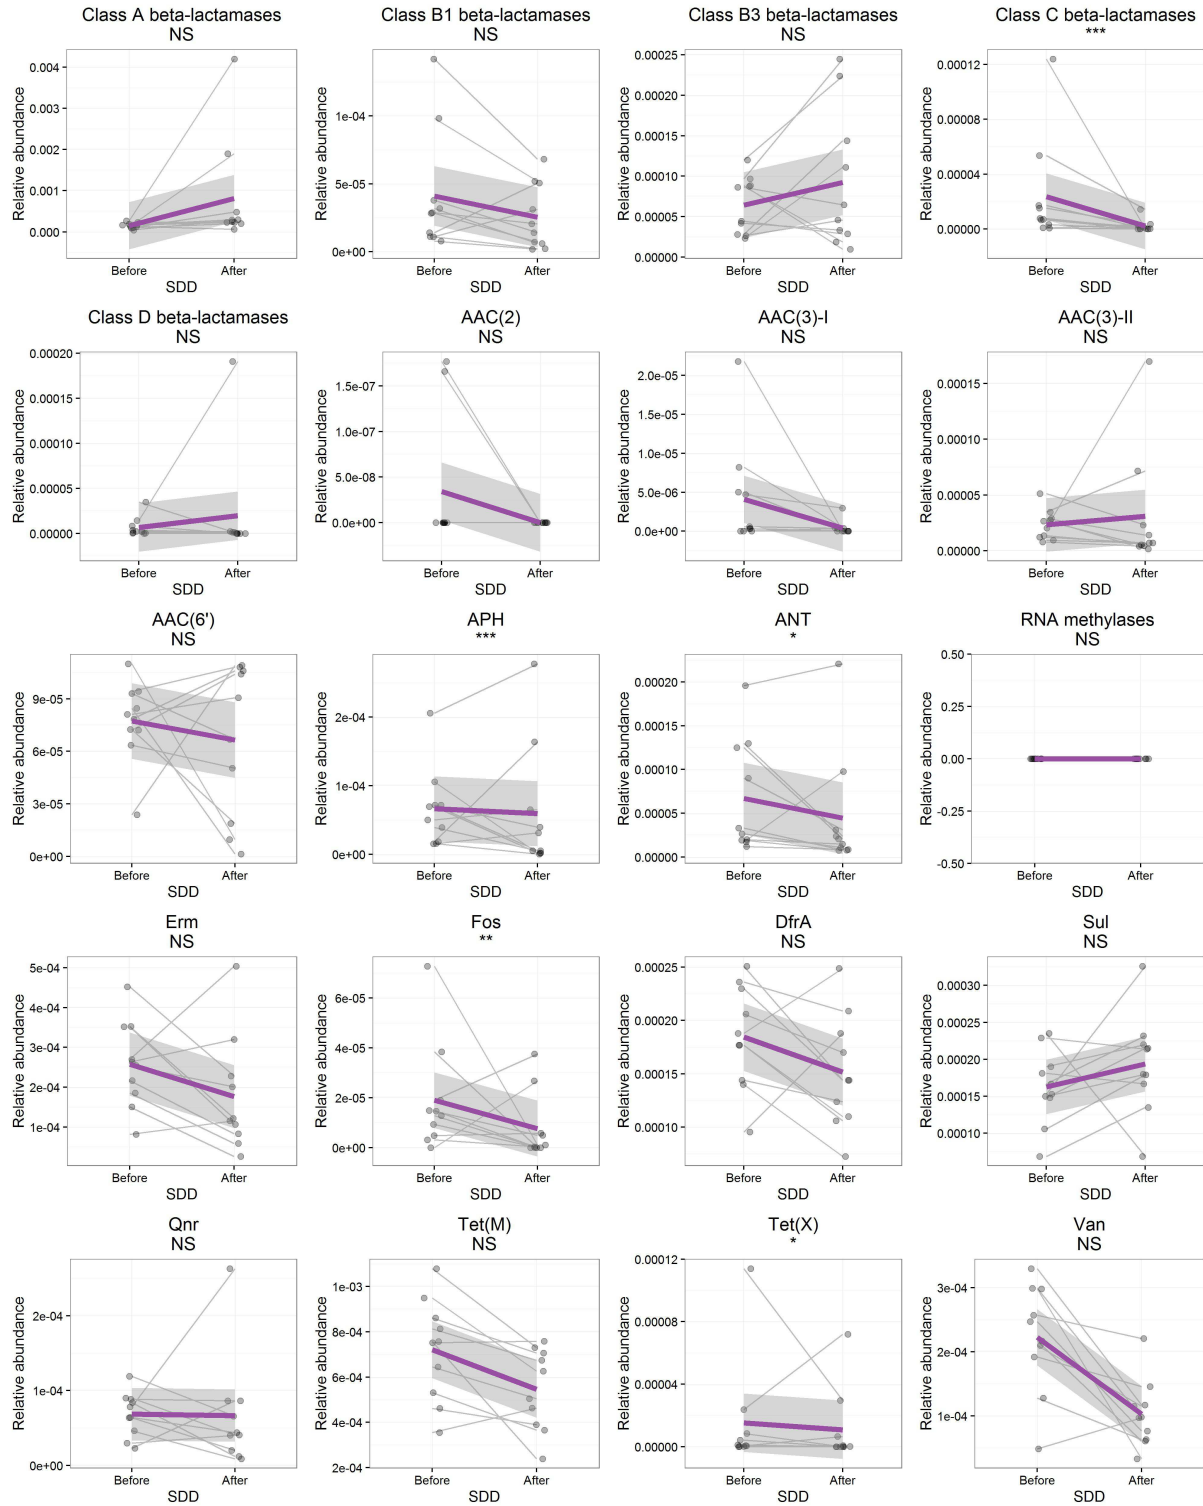 Class A beta-lactamases
NS
Relative abundance
0.004
0.003
0.002
0.001
0.000
Before
After
SDD
Class B1 beta-lactamases
NS
Relative abundance
1e-04
5e-05
0e+00
Before
After
SDD
Class B3 beta-lactamases
NS
Relative abundance
0.00025
0.00020
0.00015
0.00010
0.00005
0.00000
Before
After
SDD
Class C beta-lactamases
***
Relative abundance
0.00012
0.00008
0.00004
0.00000
Before
After
SDD
Class D beta-lactamases
NS
Relative abundance
0.00020
0.00015
0.00010
0.00005
0.00000
Before
After
SDD
AAC(2)
NS
Relative abundance
1.5e-07
1.0e-07
5.0e-08
0.0e+00
Before
After
SDD
AAC(3)-I
NS
Relative abundance
2.0e-05
1.5e-05
1.0e-05
5.0e-06
0.0e+00
Before
After
SDD
AAC(3)-II
NS
Relative abundance
0.00015
0.00010
0.00005
0.00000
Before
After
SDD
AAC(6')
NS
Relative abundance
9e-05
6e-05
3e-05
0e+00
Before
After
SDD
APH
***
Relative abundance
2e-04
1e-04
0e+00
Before
After
SDD
ANT
*
Relative abundance
0.00020
0.00015
0.00010
0.00005
0.00000
Before
After
SDD
RNA methylases
NS
Relative abundance
0.50
0.25
0.00
-0.25
-0.50
Before
After
SDD
Erm
NS
Relative abundance
5e-04
4e-04
3e-04
2e-04
1e-04
Before
After
SDD
Fos
**
Relative abundance
6e-05
4e-05
2e-05
0e+00
Before
After
SDD
DfrA
NS
Relative abundance
0.00025
0.00020
0.00015
0.00010
Before
After
SDD
Sul
NS
Relative abundance
0.00030
0.00025
0.00020
0.00015
0.00010
Before
After
SDD
Qnr
NS
Relative abundance
2e-04
1e-04
0e+00
Before
After
SDD
Tet(M)
NS
Relative abundance
1e-03
8e-04
6e-04
4e-04
2e-04
Before
After
SDD
Tet(X)
*
Relative abundance
0.00012
0.00008
0.00004
0.00000
Before
After
SDD
Van
NS
Relative abundance
3e-04
2e-04
1e-04
Before
After
SDD